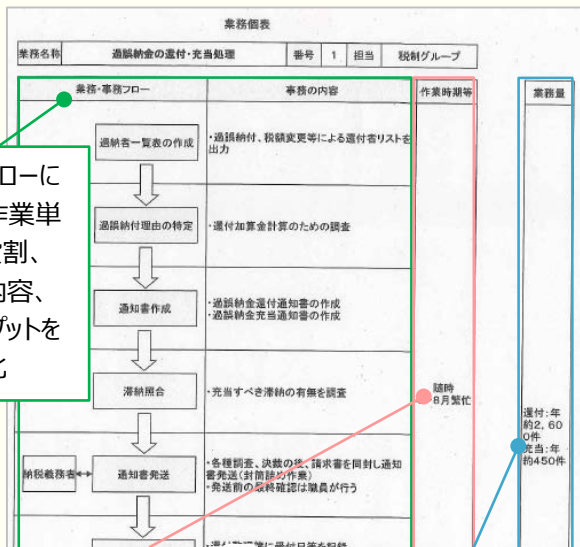 業務個表
業務名称 過誤納金の還付・充当処理 番号 1 担当 税制グループ
業務・事務フロー 事務の内容 作業時期等 業務量
過納者一覧表の作成
・過誤納付、税額変更等による還付者リストを
出力
ローに
作業単
割、
内容、
プットを
化
過誤納付理由の特定
・還付加算金計算のための調査
通知書作成
・過誤納金還付通知書の作成
・過誤納金充当通知書の作成
滞納照合
・充当すべき滞納の有無を調査
随時
8月繁忙
還付:年
約2,60
0件
充当:年
約450件
納税義務者
通知書発送
・各種調査、決裁の後、請求書を同封し通知
書発送(封筒詰め作業)
・発送前の最終確認は職員が行う